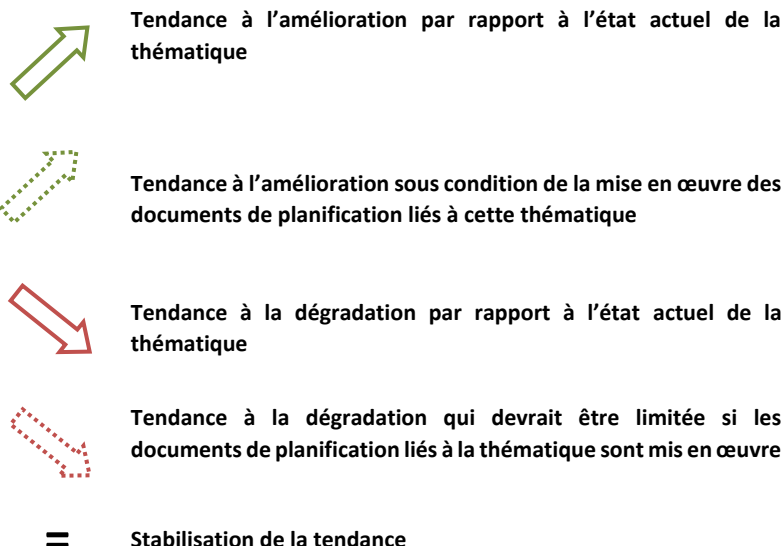 Tendance à l’amélioration par rapport à l’état actuel de la
thématique
Tendance à l’amélioration sous condition de la mise en œuvre des
documents de planification liés à cette thématique
Tendance à la dégradation par rapport à l’état actuel de la
thématique
Tendance à la dégradation qui devrait être limitée si les
documents de planification liés à la thématique sont mis en œuvre
= Stabilisation de la tendance